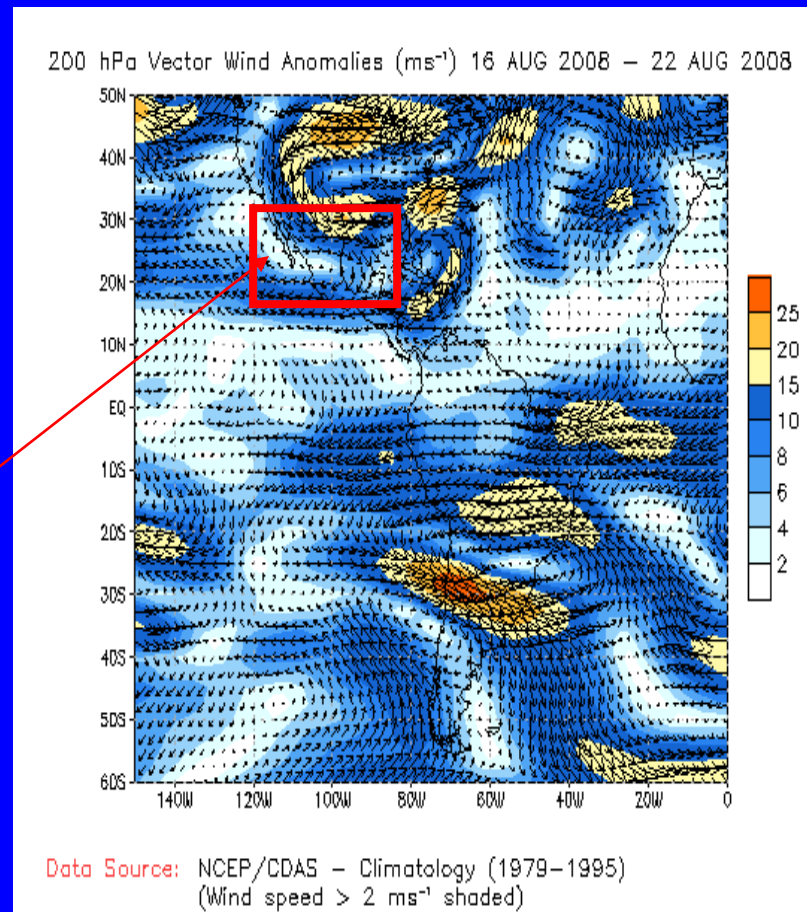 200 hPa Vector Wind Anomalies (ms⁻¹) 16 AUG 2008 – 22 AUG 2008
50N
40N
30N
20N
10N
EQ
10S
20S
30S
40S
50S
60S
140W 120W 100W 80W 60W 40W 20W 0
25
20
15
10
8
6
4
2
Data Source: NCEP/CDAS – Climatology (1979–1995)
(Wind speed > 2 ms⁻¹ shaded)